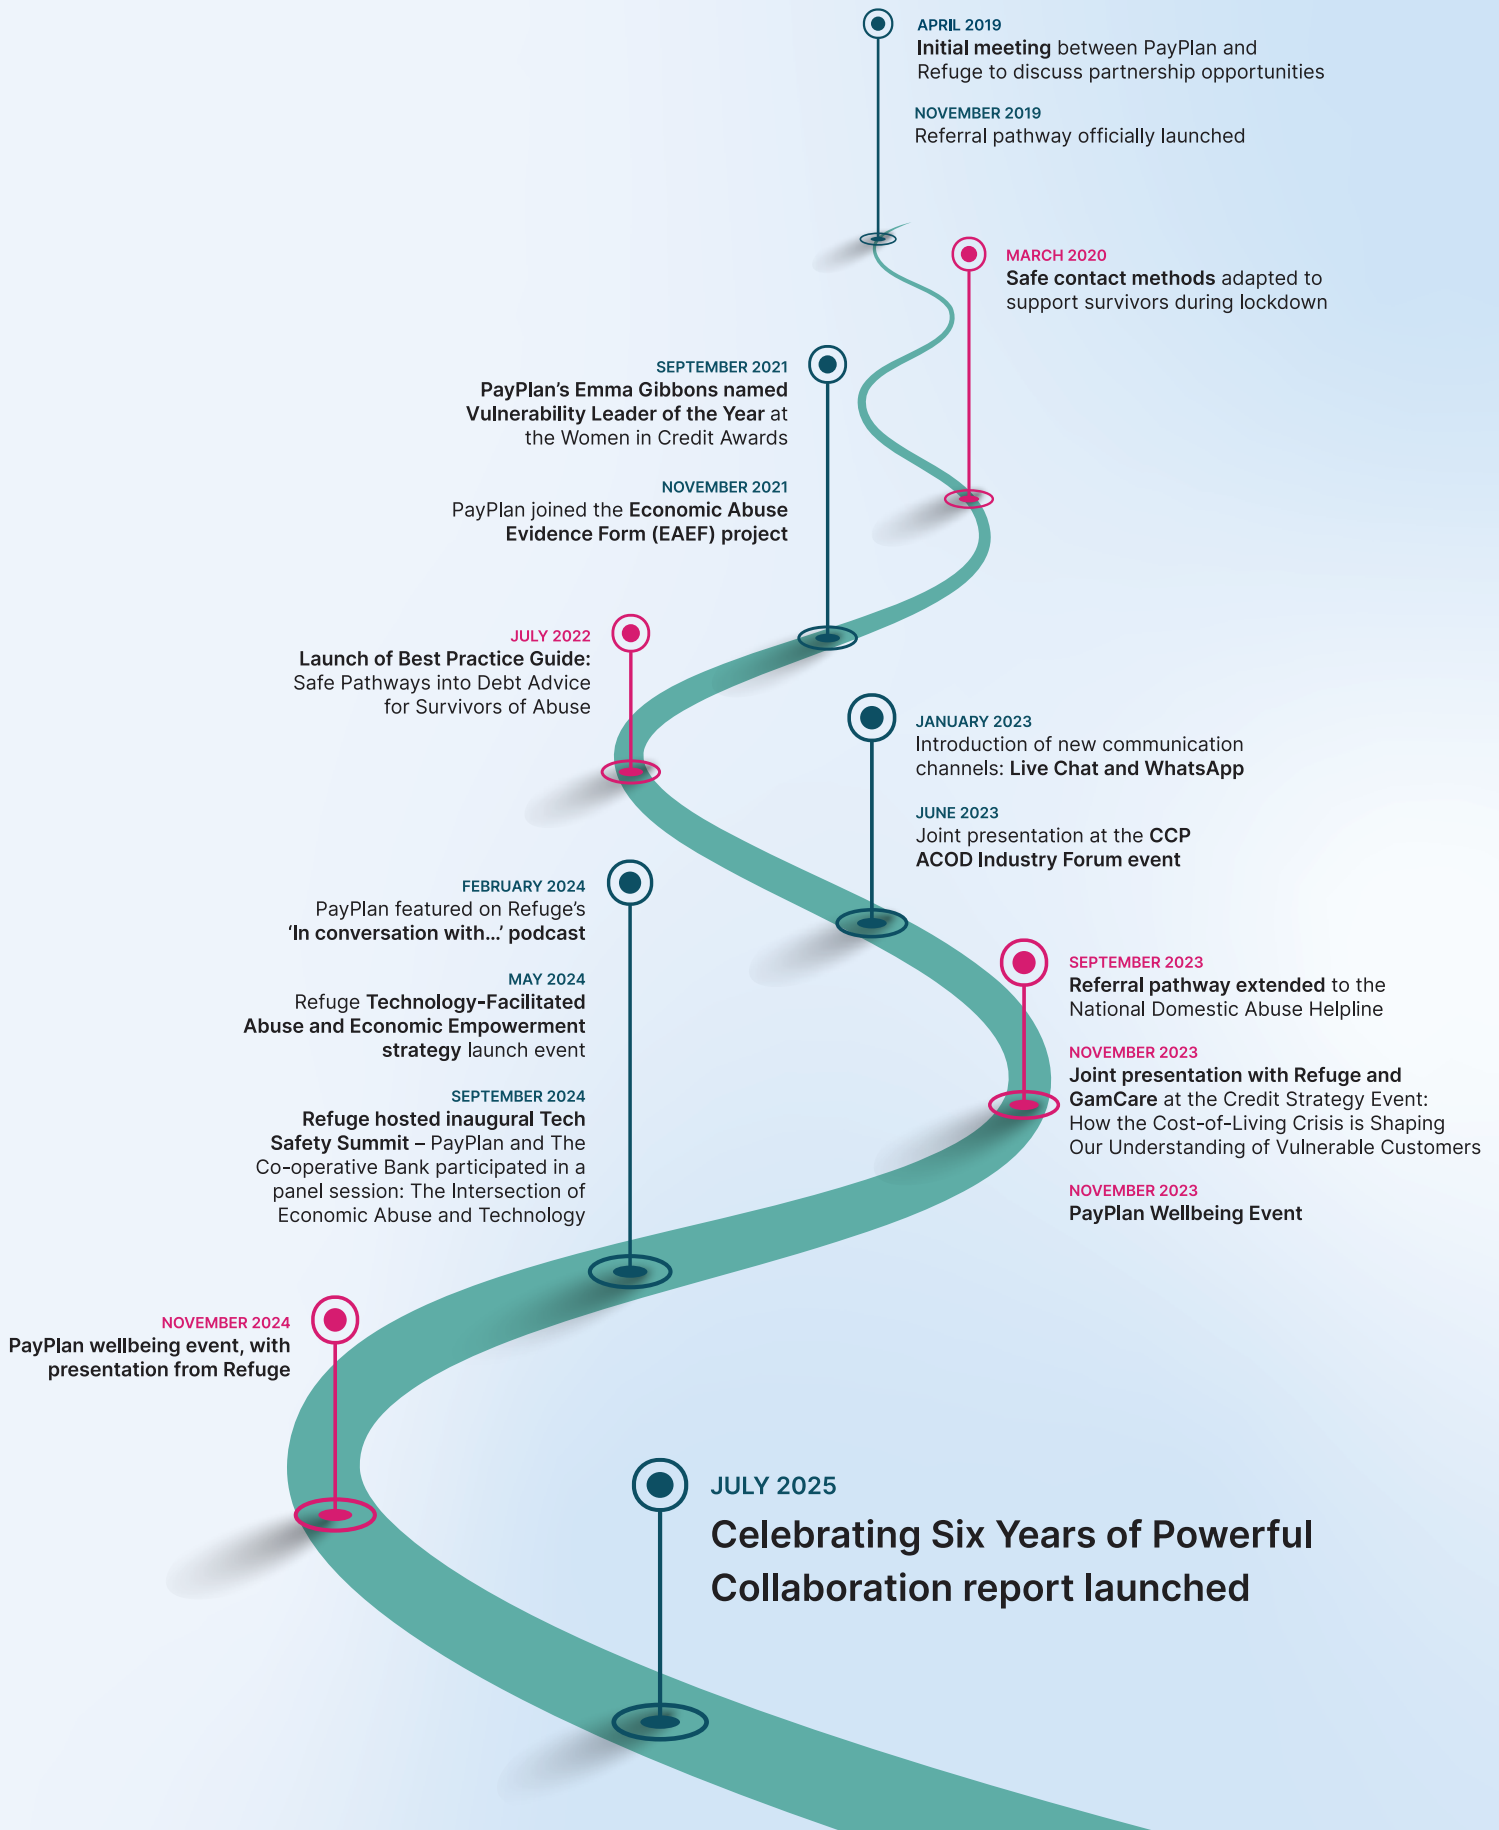 APRIL 2019
Initial meeting between PayPlan and
Refuge to discuss partnership opportunities
NOVEMBER 2019
Referral pathway officially launched
MARCH 2020
Safe contact methods adapted to
support survivors during lockdown
SEPTEMBER 2021
PayPlan’s Emma Gibbons named
Vulnerability Leader of the Year at
the Women in Credit Awards
NOVEMBER 2021
PayPlan joined the Economic Abuse
Evidence Form (EAEF) project
JULY 2022
Launch of Best Practice Guide:
Safe Pathways into Debt Advice
for Survivors of Abuse
JANUARY 2023
Introduction of new communication
channels: Live Chat and WhatsApp
JUNE 2023
Joint presentation at the CCP
ACOD Industry Forum event
SEPTEMBER 2023
Referral pathway extended to the
National Domestic Abuse Helpline
NOVEMBER 2023
Joint presentation with Refuge and
GamCare at the Credit Strategy Event:
How the Cost-of-Living Crisis is Shaping
Our Understanding of Vulnerable Customers
NOVEMBER 2023
PayPlan Wellbeing Event
FEBRUARY 2024
PayPlan featured on Refuge’s
‘In conversation with...’ podcast
MAY 2024
Refuge Technology-Facilitated
Abuse and Economic Empowerment
strategy launch event
SEPTEMBER 2024
Refuge hosted inaugural Tech
Safety Summit – PayPlan and The
Co-operative Bank participated in a
panel session: The Intersection of
Economic Abuse and Technology
NOVEMBER 2024
PayPlan wellbeing event, with
presentation from Refuge
JULY 2025
Celebrating Six Years of Powerful
Collaboration report launched